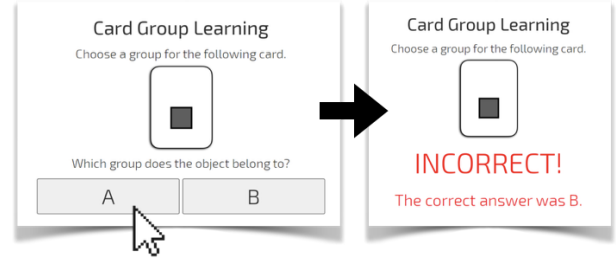 Card Group Learning
Choose a group for the following card.
Which group does the object belong to?
A B
Card Group Learning
Choose a group for the following card.
INCORRECT!
The correct answer was B.